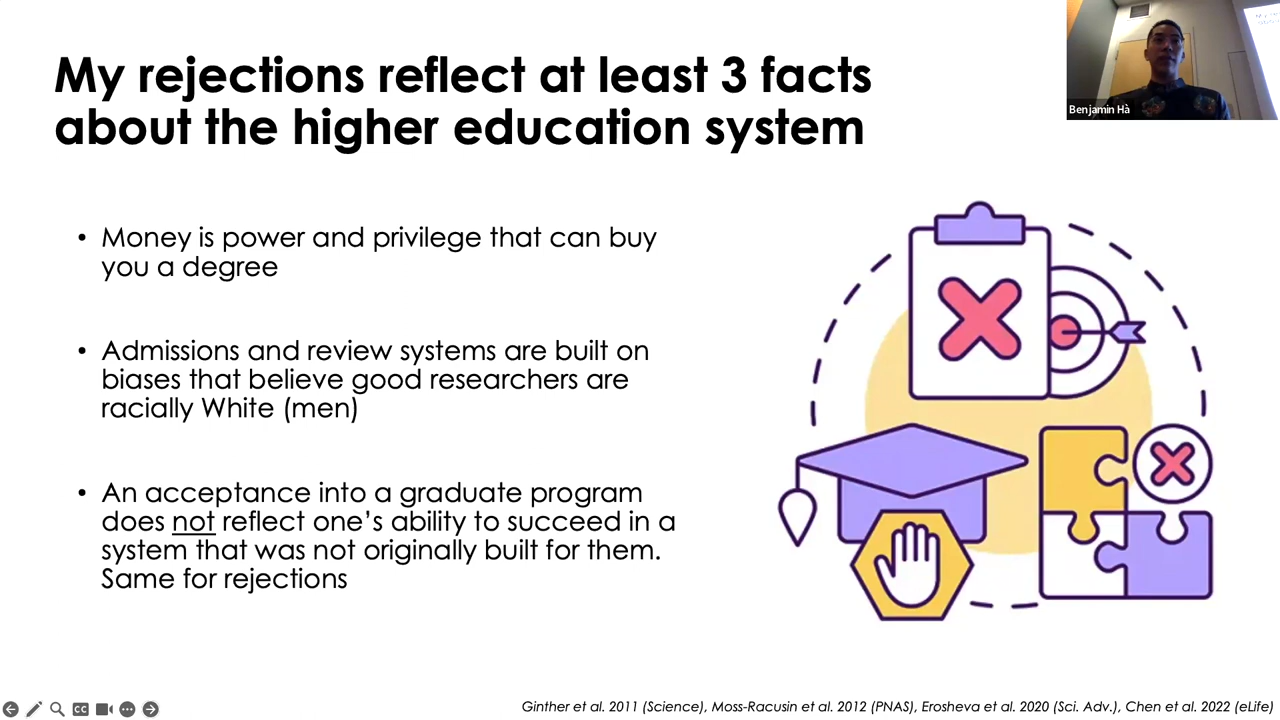 My rejections reflect at least 3 facts
about the higher education system
Benjamin Hà
• Money is power and privilege that can buy
you a degree
• Admissions and review systems are built on
biases that believe good researchers are
racially White (men)
• An acceptance into a graduate program
does not reflect one’s ability to succeed in a
system that was not originally built for them.
Same for rejections
CC
Ginther et al. 2011 (Science), Moss-Racusin et al. 2012 (PNAS), Erosheva et al. 2020 (Sci. Adv.), Chen et al. 2022 (eLife)